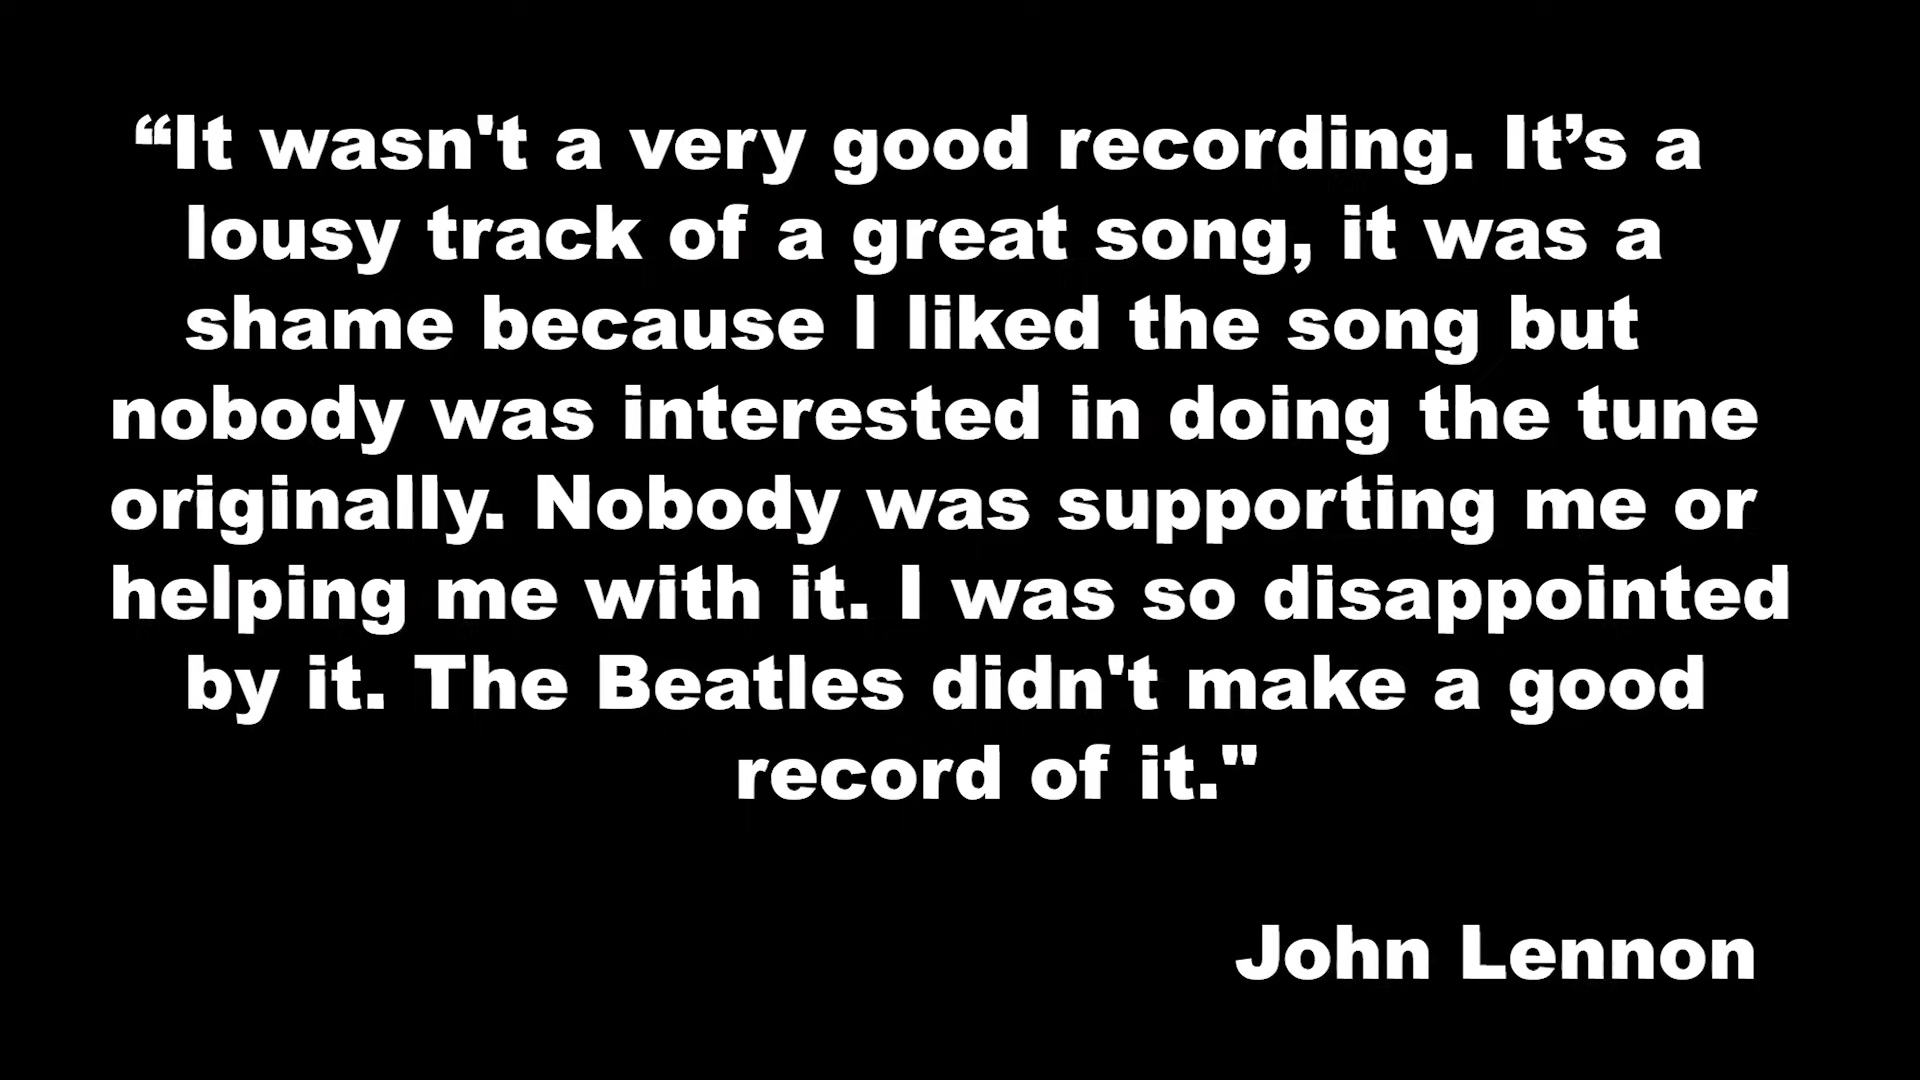 “It wasn't a very good recording. It’s a
lousy track of a great song, it was a
shame because I liked the song but
nobody was interested in doing the tune
originally. Nobody was supporting me or
helping me with it. I was so disappointed
by it. The Beatles didn't make a good
record of it."
John Lennon